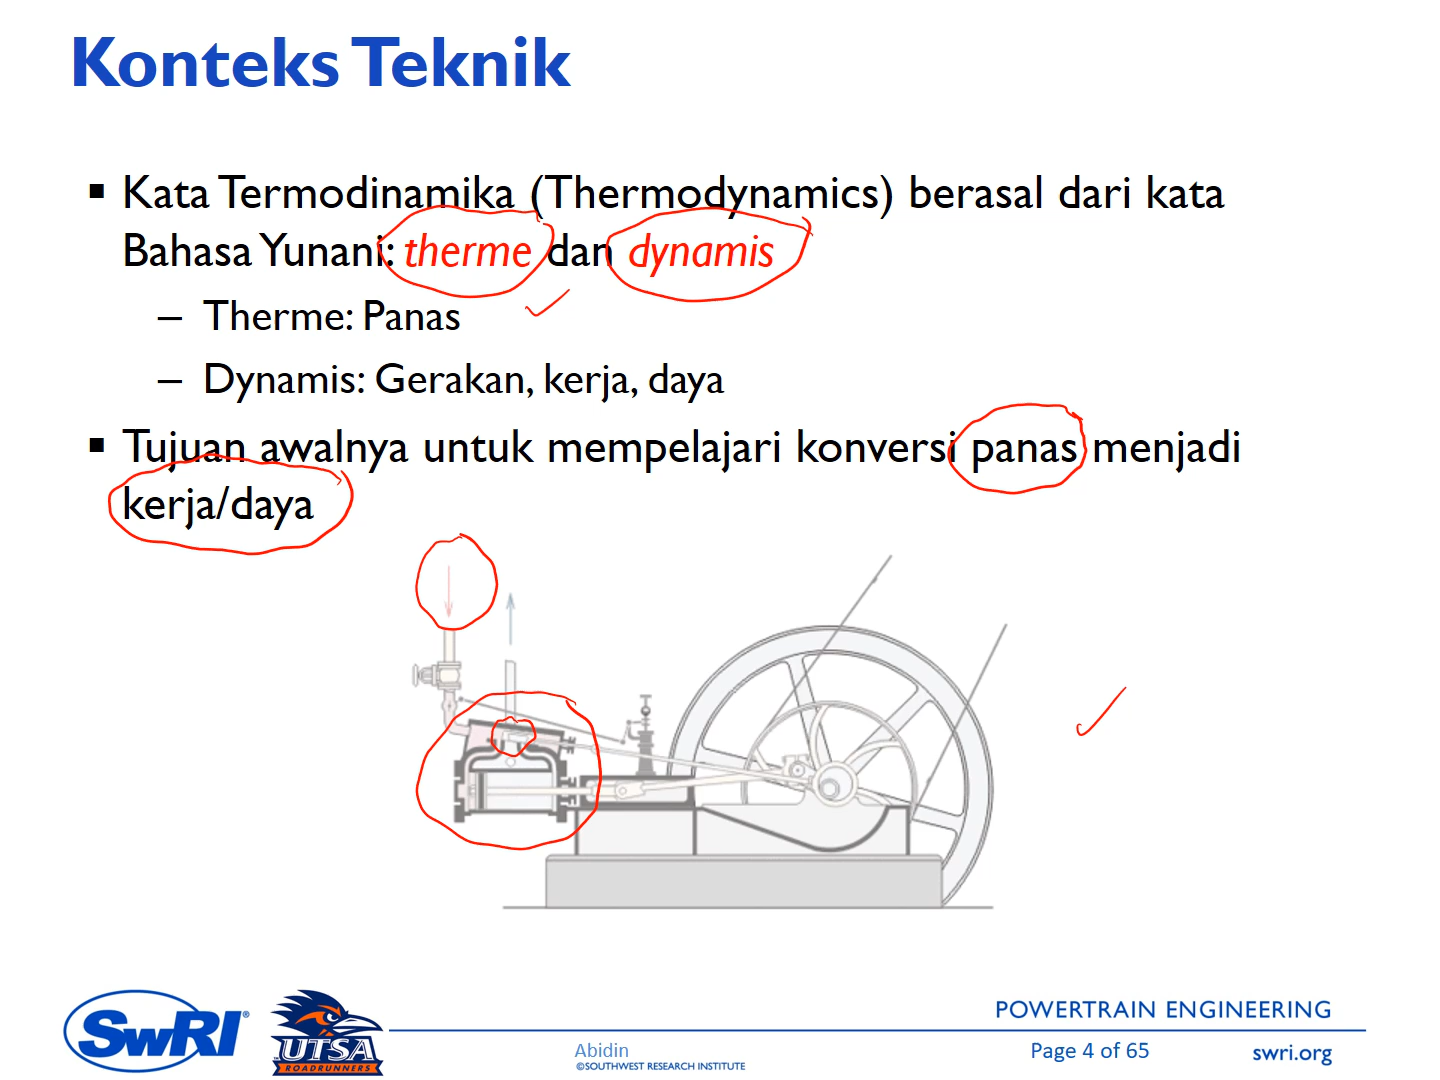 Konteks Teknik
▪ Kata Termodinamika (Thermodynamics) berasal dari kata
Bahasa Yunani: therme dan dynamis
– Therme: Panas
– Dynamis: Gerakan, kerja, daya
▪ Tujuan awalnya untuk mempelajari konversi panas menjadi
kerja/daya
SwRI®
UTSA
ROADRUNNERS
POWERTRAIN ENGINEERING
Abidin
©SOUTHWEST RESEARCH INSTITUTE
Page 4 of 65
swri.org